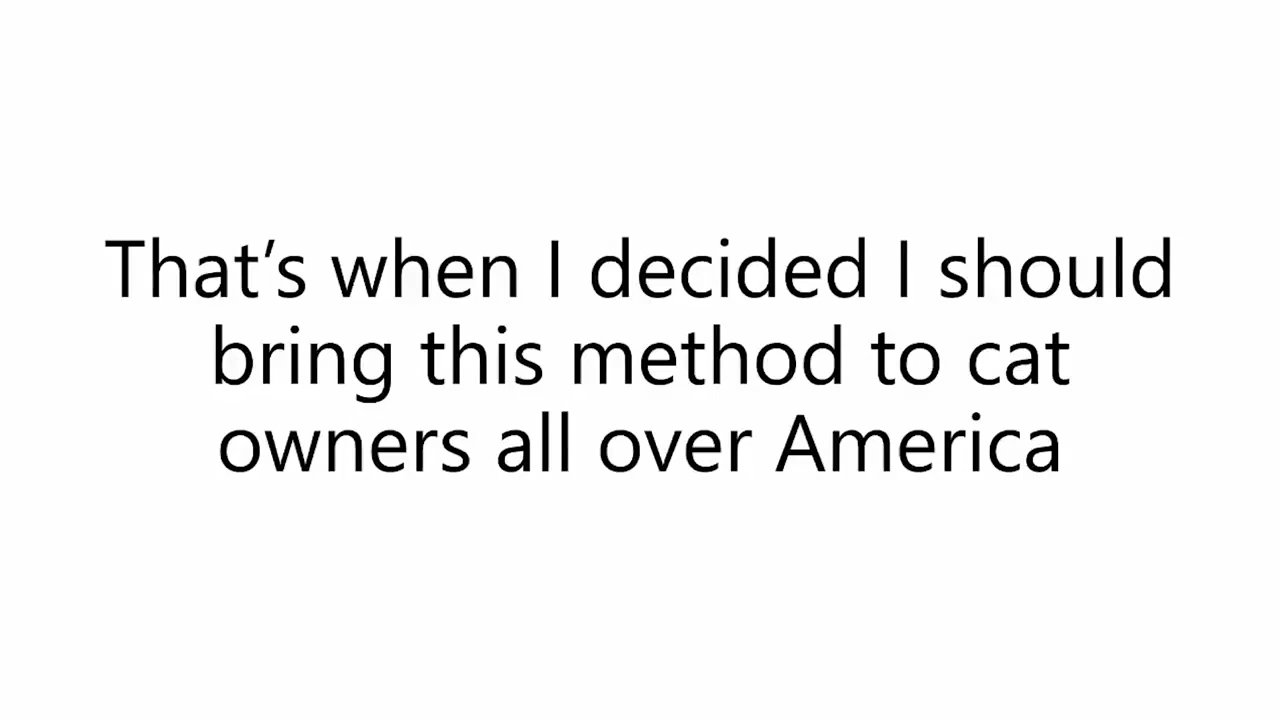 That’s when I decided I should
bring this method to cat
owners all over America